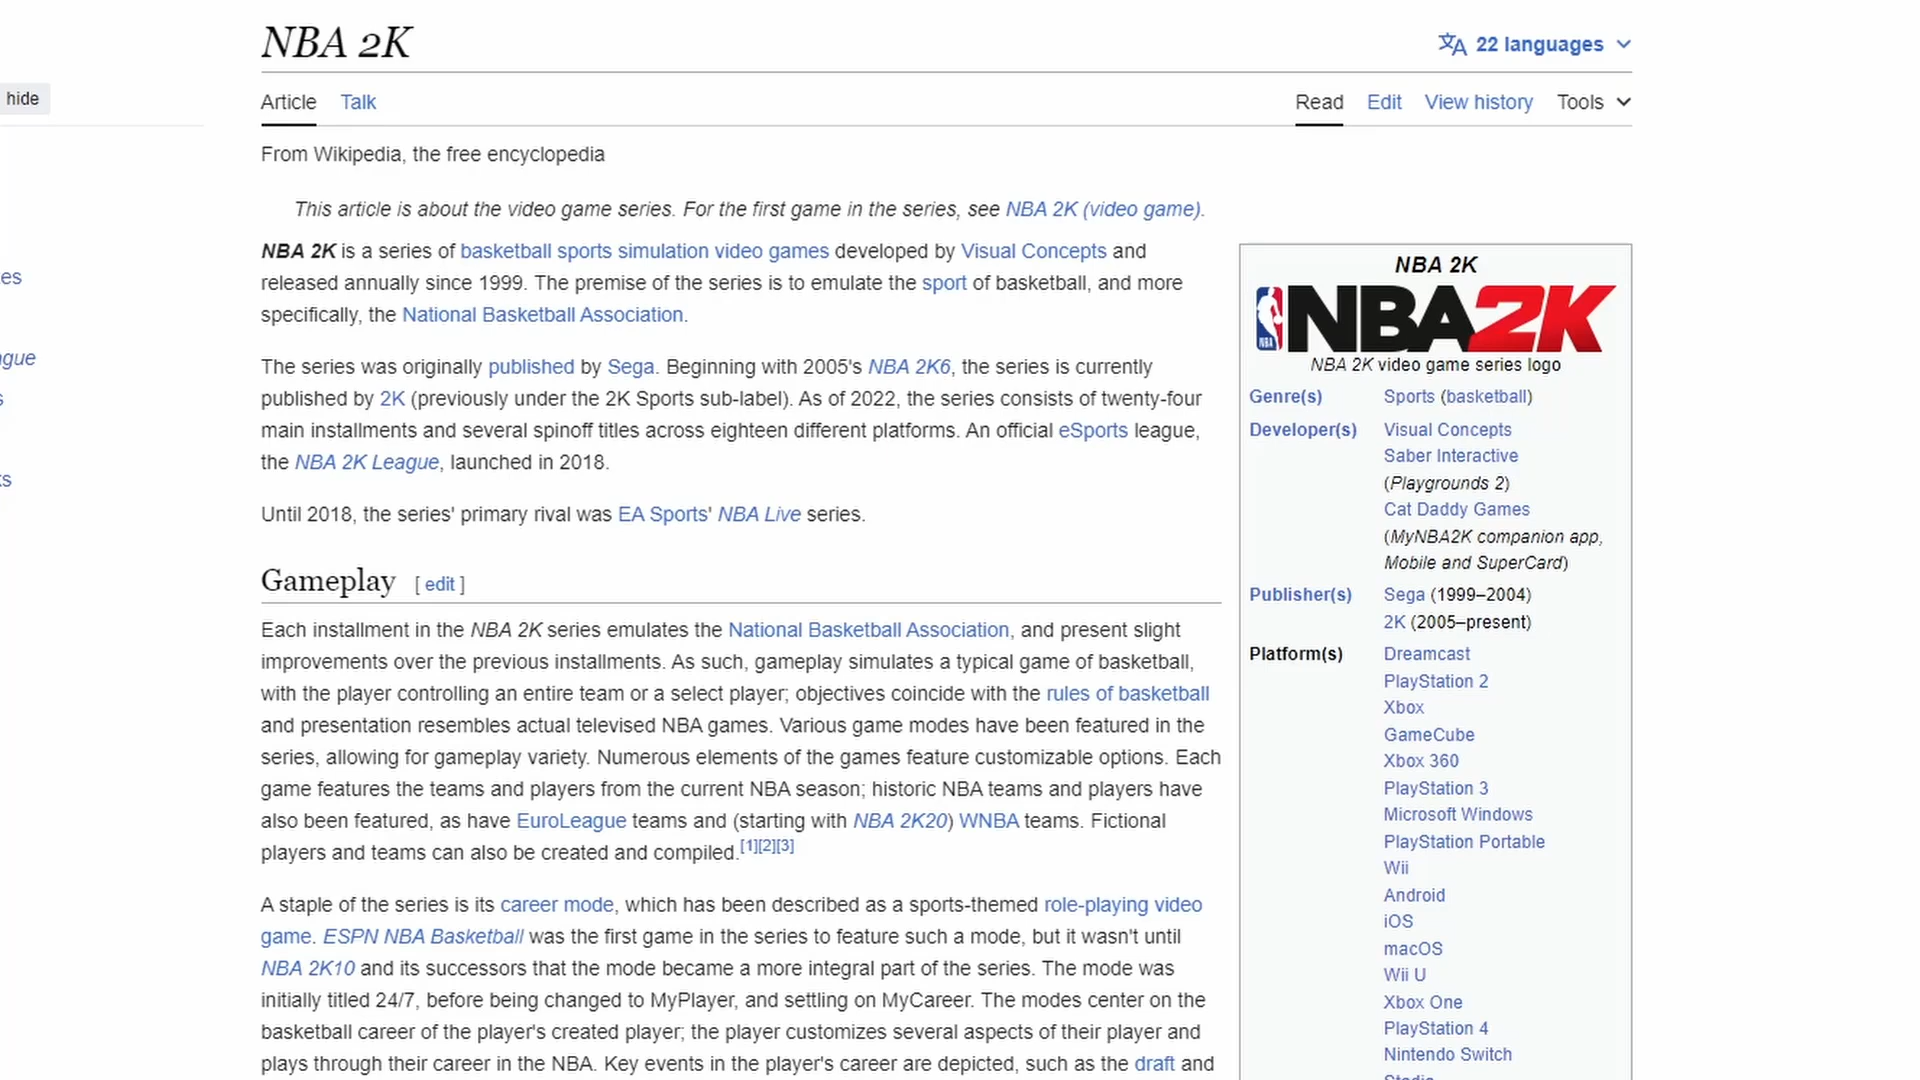 NBA 2K
22 languages
hide
Article Talk
Read Edit View history Tools
From Wikipedia, the free encyclopedia
This article is about the video game series. For the first game in the series, see NBA 2K (video game).
NBA 2K is a series of basketball sports simulation video games developed by Visual Concepts and
released annually since 1999. The premise of the series is to emulate the sport of basketball, and more
specifically, the National Basketball Association.
The series was originally published by Sega. Beginning with 2005's NBA 2K6, the series is currently
published by 2K (previously under the 2K Sports sub-label). As of 2022, the series consists of twenty-four
main installments and several spinoff titles across eighteen different platforms. An official eSports league,
the NBA 2K League, launched in 2018.
Until 2018, the series' primary rival was EA Sports' NBA Live series.
Gameplay [ edit ]
Each installment in the NBA 2K series emulates the National Basketball Association, and present slight
improvements over the previous installments. As such, gameplay simulates a typical game of basketball,
with the player controlling an entire team or a select player; objectives coincide with the rules of basketball
and presentation resembles actual televised NBA games. Various game modes have been featured in the
series, allowing for gameplay variety. Numerous elements of the games feature customizable options. Each
game features the teams and players from the current NBA season; historic NBA teams and players have
also been featured, as have EuroLeague teams and (starting with NBA 2K20) WNBA teams. Fictional
players and teams can also be created and compiled.[1][2][3]
A staple of the series is its career mode, which has been described as a sports-themed role-playing video
game. ESPN NBA Basketball was the first game in the series to feature such a mode, but it wasn't until
NBA 2K10 and its successors that the mode became a more integral part of the series. The mode was
initially titled 24/7, before being changed to MyPlayer, and settling on MyCareer. The modes center on the
basketball career of the player's created player; the player customizes several aspects of their player and
plays through their career in the NBA. Key events in the player's career are depicted, such as the draft and
NBA 2K
NBA NBA2K
NBA 2K video game series logo
Genre(s) Sports (basketball)
Developer(s) Visual Concepts
Saber Interactive
(Playgrounds 2)
Cat Daddy Games
(MyNBA2K companion app,
Mobile and SuperCard)
Publisher(s) Sega (1999–2004)
2K (2005–present)
Platform(s) Dreamcast
PlayStation 2
Xbox
GameCube
Xbox 360
PlayStation 3
Microsoft Windows
PlayStation Portable
Wii
Android
iOS
macOS
Wii U
Xbox One
PlayStation 4
Nintendo Switch